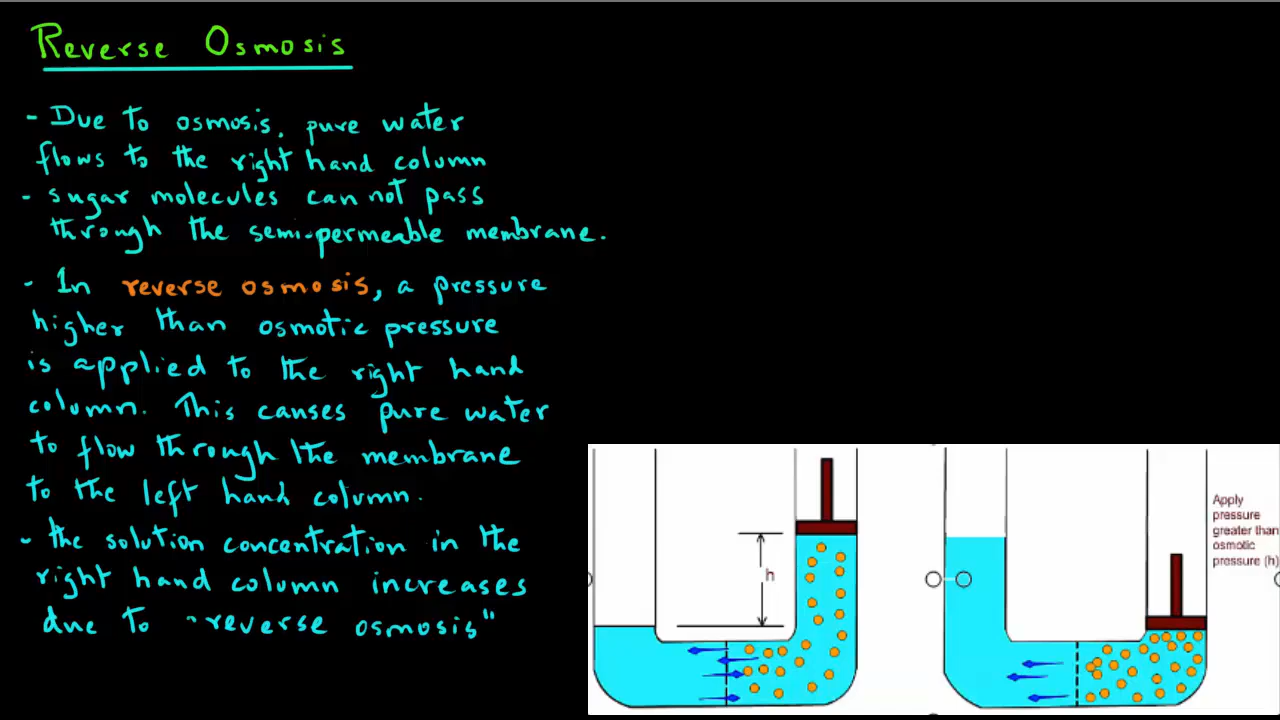 Reverse Osmosis
- Due to osmosis, pure water
flows to the right hand column
- sugar molecules can not pass
through the semi-permeable membrane.
- In reverse osmosis, a pressure
higher than osmotic pressure
is applied to the right hand
column. This causes pure water
to flow through the membrane
to the left hand column.
- the solution concentration in the
right hand column increases
due to "reverse osmosis"
h
Apply
pressure
greater than
osmotic
pressure (h)